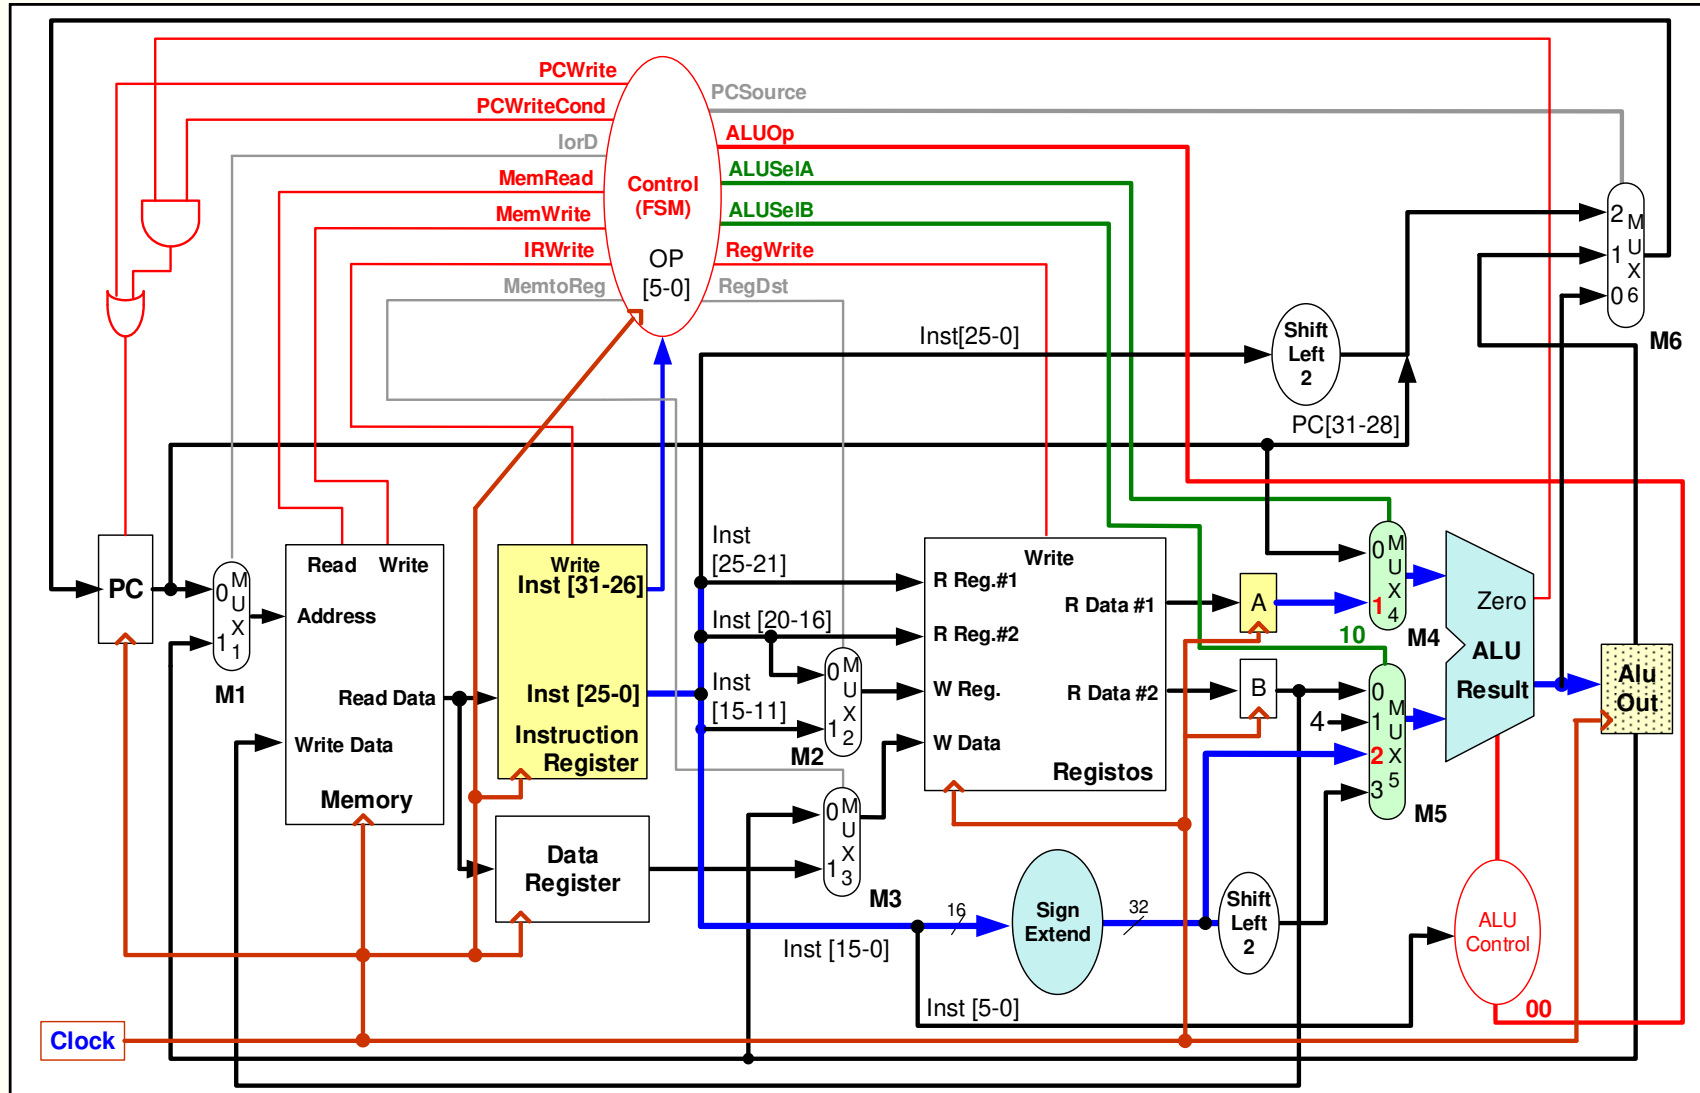 PCWrite
PCWriteCond
IorD
MemRead
MemWrite
IRWrite
MemtoReg
Control
(FSM)
OP
[5-0]
PCSource
ALUOp
ALUSelA
ALUSelB
RegWrite
RegDst
2
1
0
M
U
X
6
M6
Inst[25-0]
Shift
Left
2
PC[31-28]
PC
0
1
M
U
X
1
M1
Read Write
Address
Read Data
Write Data
Memory
Write
Inst [31-26]
Inst [25-0]
Instruction
Register
Data
Register
Inst
[25-21]
Inst [20-16]
Inst
[15-11]
0
1
M
U
X
2
M2
0
1
M
U
X
3
M3
Write
R Reg.#1
R Reg.#2
W Reg.
W Data
R Data #1
R Data #2
Registos
A
B
4
0
1
M
U
X
4
M4
10
0
1
2
3
M
U
X
5
M5
Zero
ALU
Result
Alu
Out
16
Sign
Extend
32
Shift
Left
2
Inst [15-0]
Inst [5-0]
ALU
Control
00
Clock